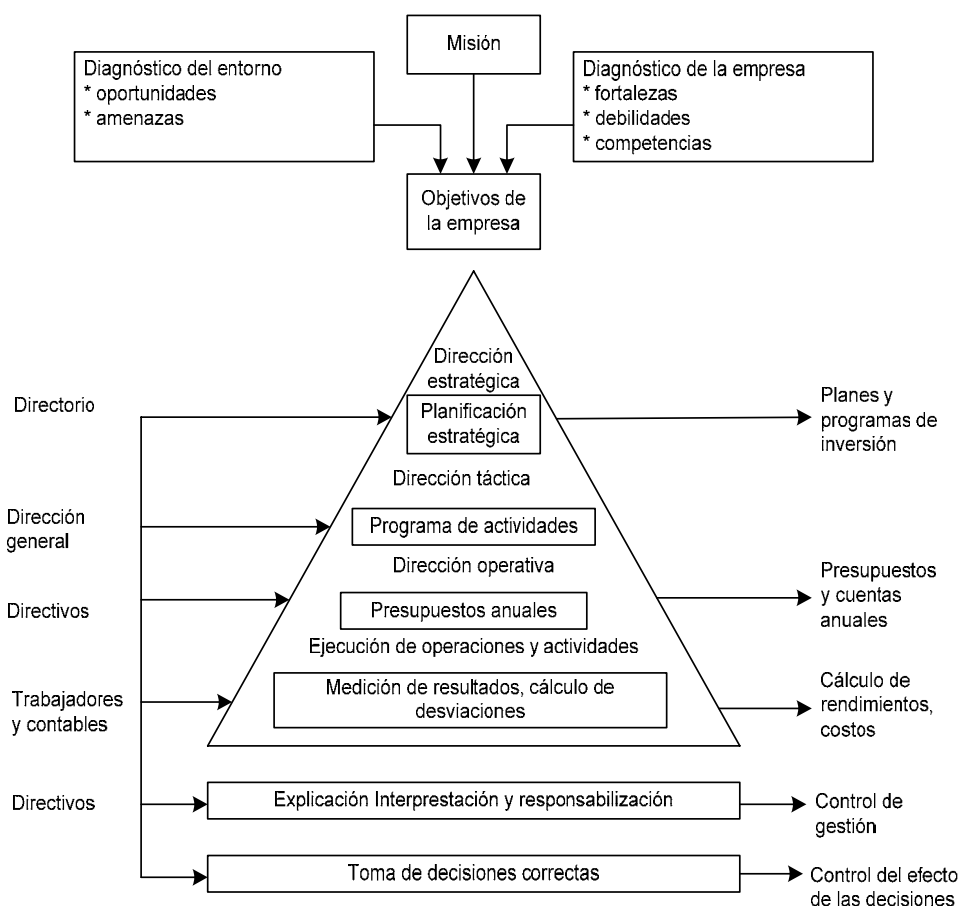 Misión
Diagnóstico del entorno
* oportunidades
* amenazas
Diagnóstico de la empresa
* fortalezas
* debilidades
* competencias
Objetivos de
la empresa
Dirección
estratégica
Directorio
Planificación
estratégica
Planes y
programas de
inversión
Dirección táctica
Dirección
general
Programa de actividades
Dirección operativa
Directivos
Presupuestos anuales
Presupuestos
y cuentas
anuales
Ejecución de operaciones y actividades
Trabajadores
y contables
Medición de resultados, cálculo de
desviaciones
Cálculo de
rendimientos,
costos
Directivos
Explicación Interprestación y responsabilización
Control de
gestión
Toma de decisiones correctas
Control del efecto
de las decisiones